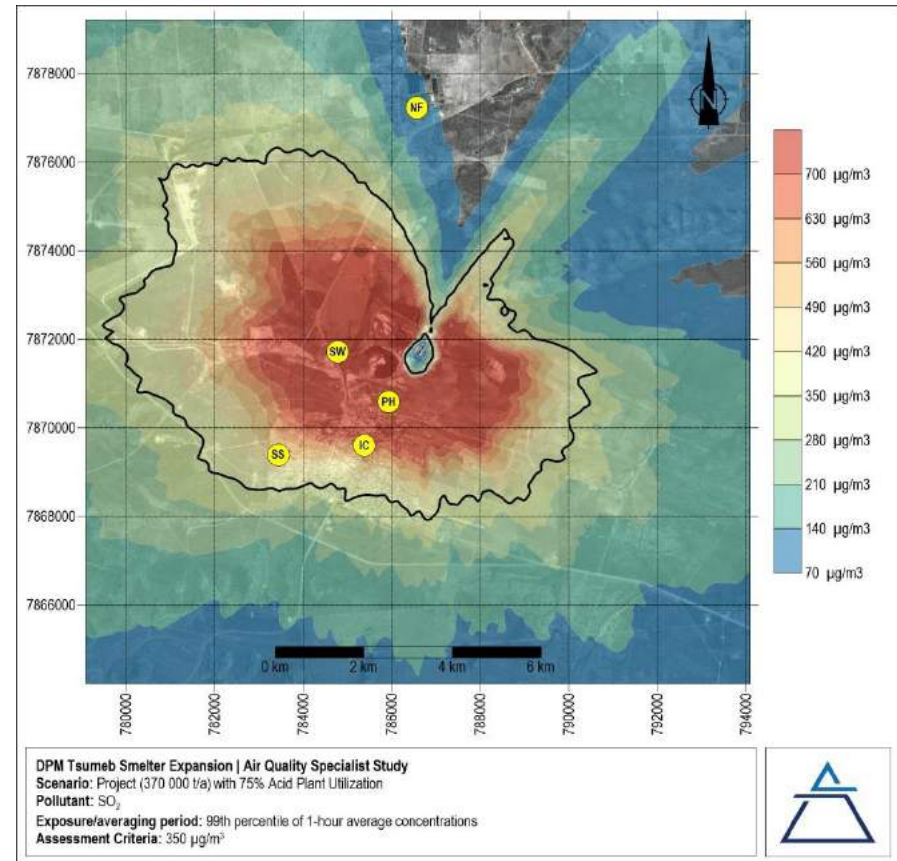 7878000
7876000
7874000
7872000
7870000
7868000
7866000
NF
N
SW
PH
IC
SS
700 µg/m3
630 µg/m3
560 µg/m3
490 µg/m3
420 µg/m3
350 µg/m3
280 µg/m3
210 µg/m3
140 µg/m3
70 µg/m3
0 km 2 km 4 km 6 km
780000 782000 784000 786000 788000 790000 792000 794000
DPM Tsumeb Smelter Expansion | Air Quality Specialist Study
Scenario: Project (370 000 t/a) with 75% Acid Plant Utilization
Pollutant: SO₂
Exposure/averaging period: 99th percentile of 1-hour average concentrations
Assessment Criteria: 350 µg/m³